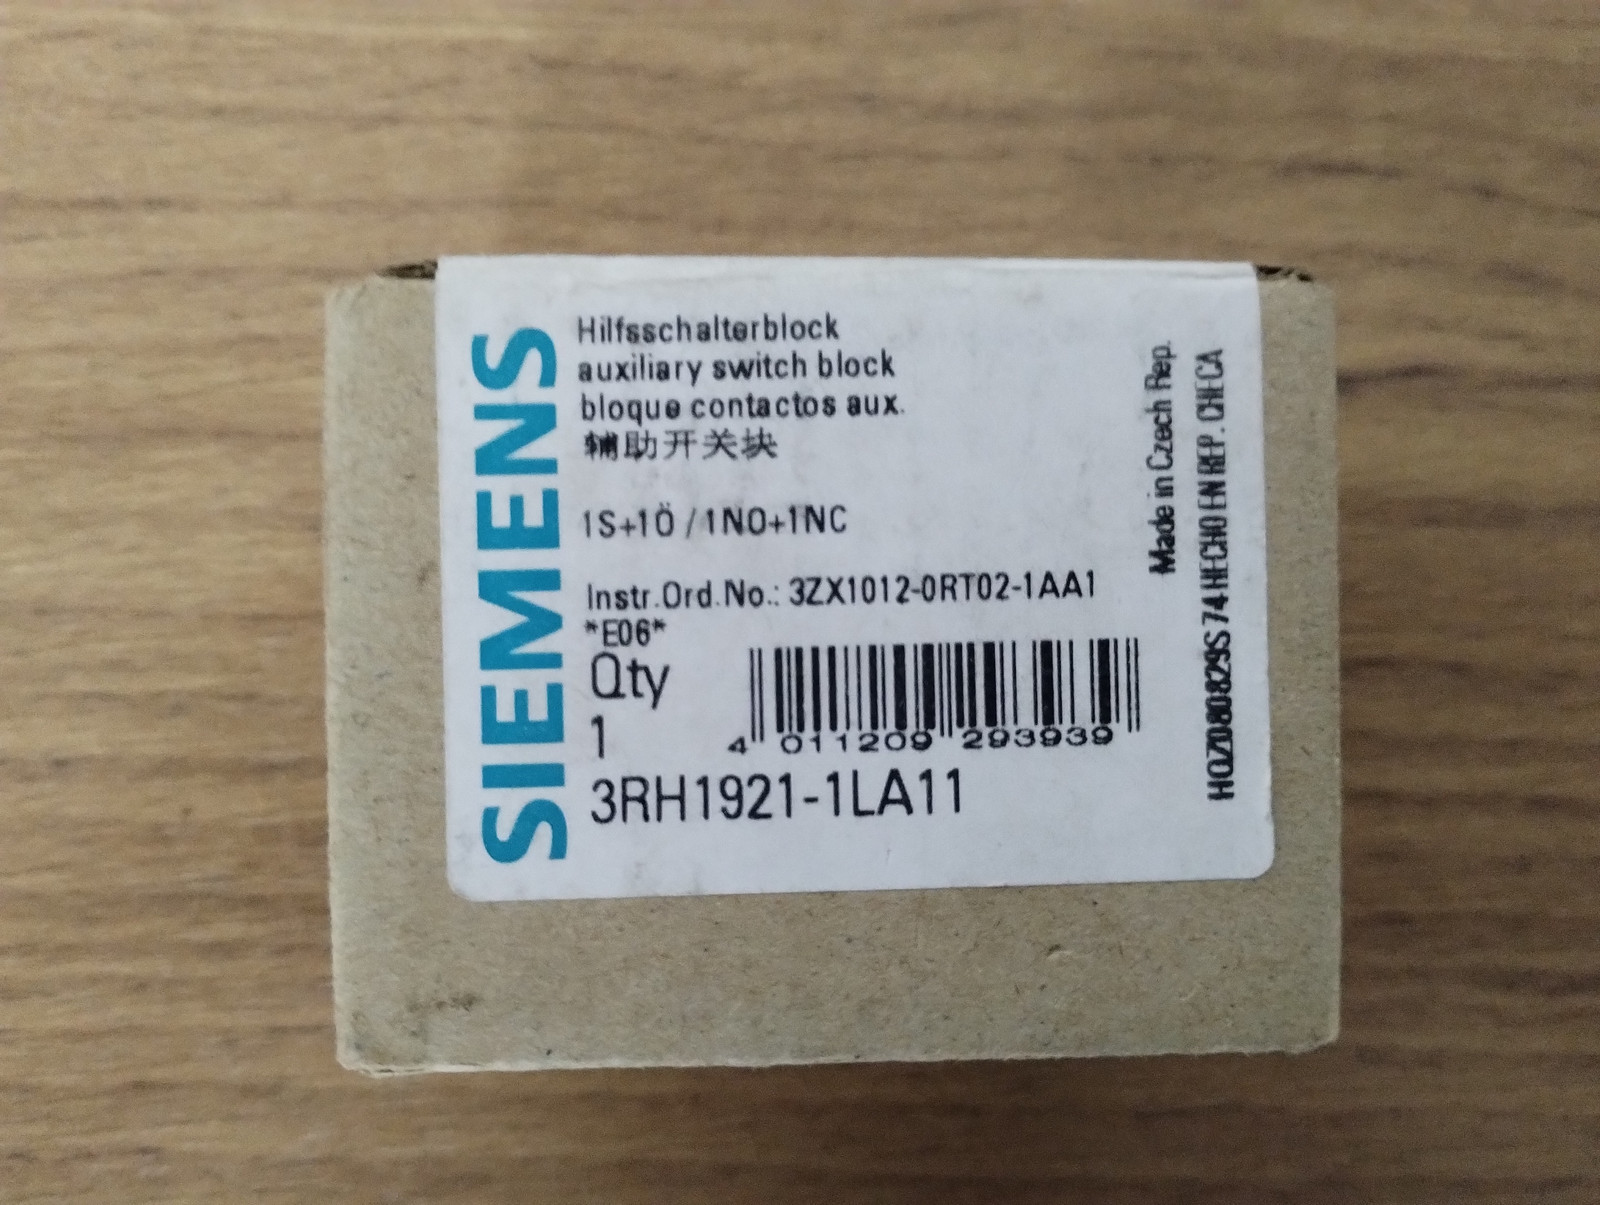 SIEMENS
Hilfsschalterblock
auxiliary switch block
bloque contactos aux.
辅助开关块
1S+1Ö / 1NO+1NC
Instr.Ord.No.: 3ZX1012-0RT02-1AA1
*E06*
Qty
1
4 011209 293939
3RH1921-1LA11
Made in Czech Rep.
HQZ080829S 74 HECHO EN REP. CHECA